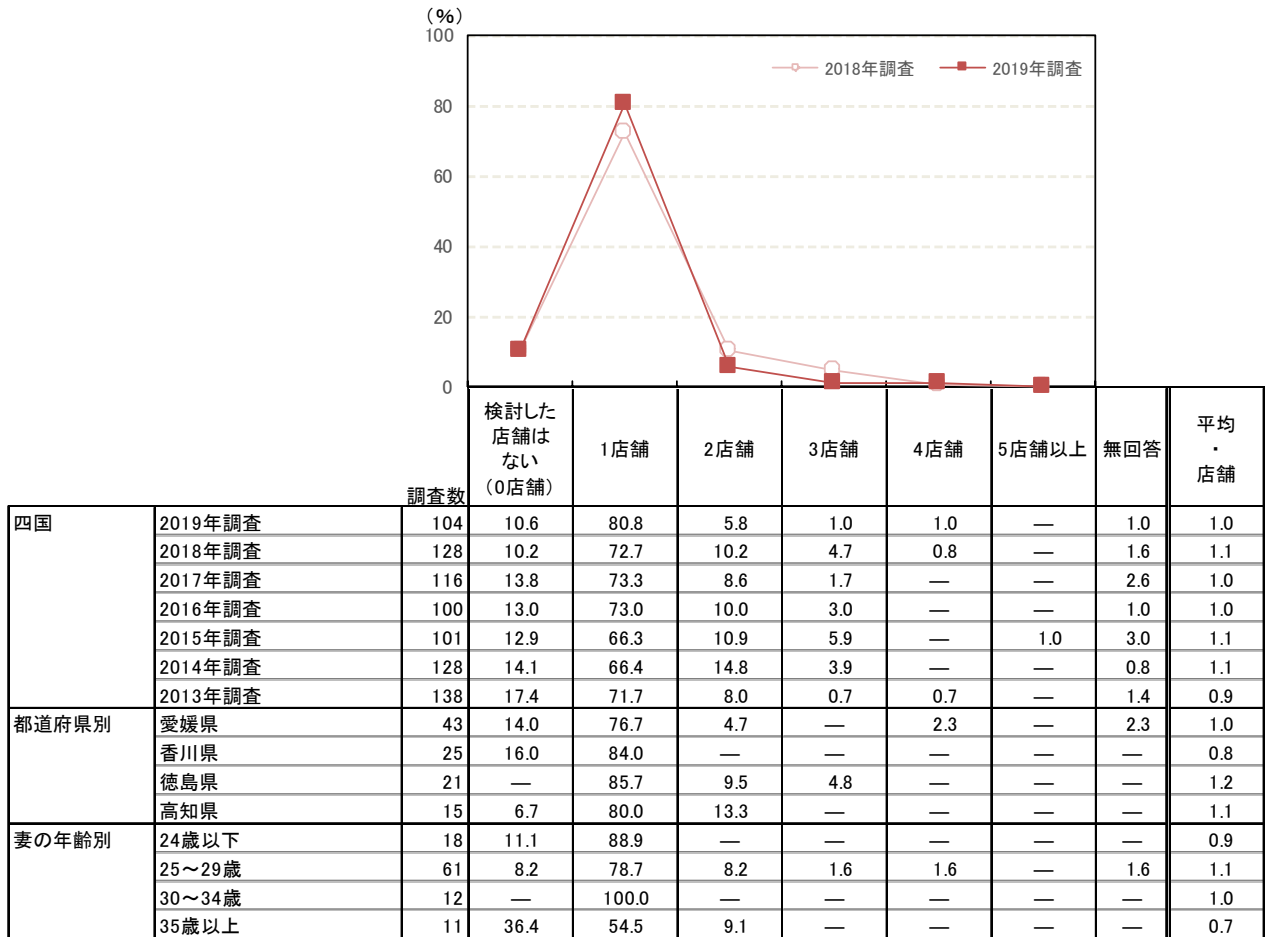 （%）
100
80
60
40
20
0
2018年調査 2019年調査
調査数 検討した店舗はない（0店舗） 1店舗 2店舗 3店舗 4店舗 5店舗以上 無回答 平均・店舗
四国 2019年調査 104 10.6 80.8 5.8 1.0 1.0 — 1.0 1.0
2018年調査 128 10.2 72.7 10.2 4.7 0.8 — 1.6 1.1
2017年調査 116 13.8 73.3 8.6 1.7 — — 2.6 1.0
2016年調査 100 13.0 73.0 10.0 3.0 — — 1.0 1.0
2015年調査 101 12.9 66.3 10.9 5.9 — 1.0 3.0 1.1
2014年調査 128 14.1 66.4 14.8 3.9 — — 0.8 1.1
2013年調査 138 17.4 71.7 8.0 0.7 0.7 — 1.4 0.9
都道府県別 愛媛県 43 14.0 76.7 4.7 — 2.3 — 2.3 1.0
香川県 25 16.0 84.0 — — — — — 0.8
徳島県 21 — 85.7 9.5 4.8 — — — 1.2
高知県 15 6.7 80.0 13.3 — — — — 1.1
妻の年齢別 24歳以下 18 11.1 88.9 — — — — — 0.9
25～29歳 61 8.2 78.7 8.2 1.6 1.6 — 1.6 1.1
30～34歳 12 — 100.0 — — — — — 1.0
35歳以上 11 36.4 54.5 9.1 — — — — 0.7